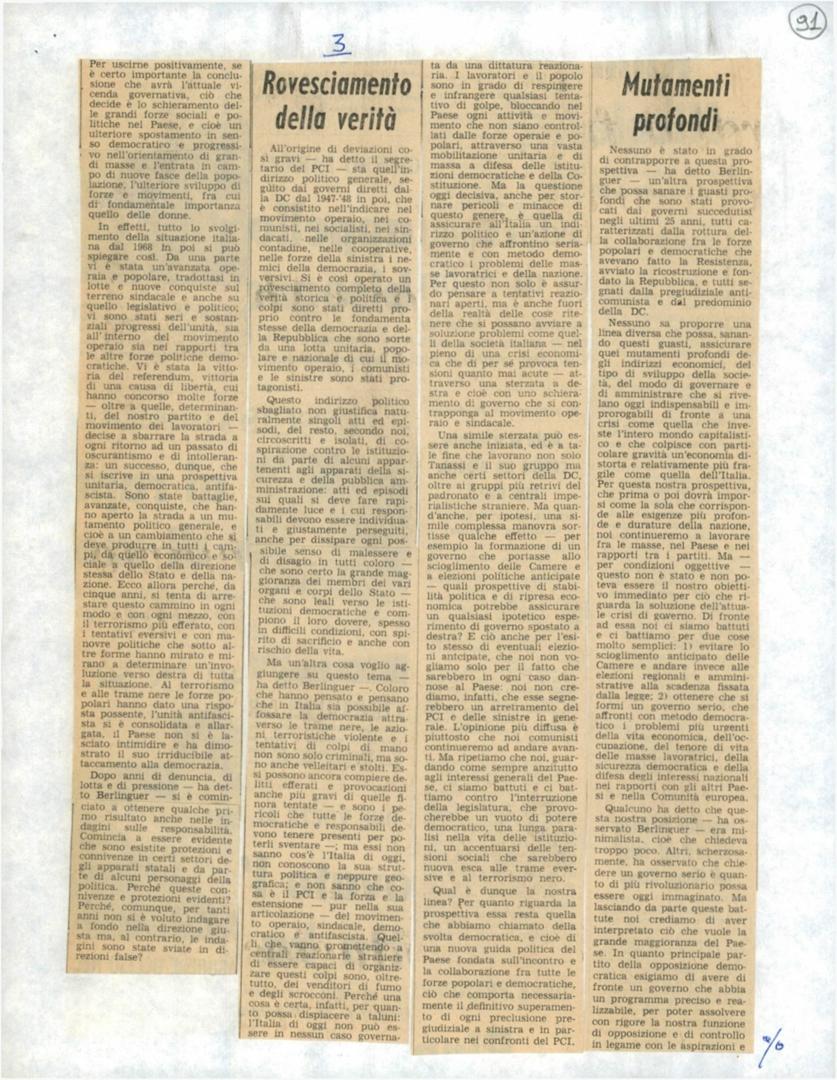 91
3
Per uscirne positivamente, se
è certo importante la conclu-
sione che avrà l'attuale vi-
cenda governativa, ciò che
decide è lo schieramento del-
le grandi forze sociali e po-
litiche nel Paese, e cioè un
ulteriore spostamento in sen-
so democratico e progressi-
vo nell'orientamento di gran-
di masse e l'entrata in cam-
po di nuove fasce della popo-
lazione, l'ulteriore sviluppo di
forze e movimenti, fra cui
di fondamentale importanza
quello delle donne.
In effetti, tutto lo svolgi-
mento della situazione italia-
na dal 1968 in poi si può
spiegare così. Da una parte
vi è stata un'avanzata ope-
raia e popolare, tradottasi in
lotte e nuove conquiste sul
terreno sindacale e anche su
quello legislativo e politico;
vi sono stati seri e sostan-
ziali progressi dell'unità, sia
all'interno del movimento
operaio sia nei rapporti tra
le altre forze politiche demo-
cratiche. Vi è stata la vitto-
ria del referendum, vittoria
di una causa di libertà, cui
hanno concorso molte forze
— oltre a quelle, determinan-
ti, del nostro partito e del
movimento dei lavoratori —
decise a sbarrare la strada a
ogni ritorno ad un passato di
oscurantismo e di intolleran-
za: un successo, dunque, che
si iscrive in una prospettiva
unitaria, democratica, antifa-
scista. Sono state battaglie,
avanzate, conquiste, che han-
no aperto la strada a un mu-
tamento politico generale, e
cioè a un cambiamento che si
deve produrre in tutti i cam-
pi, da quello economico e so-
ciale a quello della direzione
stessa dello Stato e della na-
zione. Ecco allora perché, da
cinque anni, si tenta di arre-
stare questo cammino in ogni
modo e con ogni mezzo, con
il terrorismo più efferato, con
i tentativi eversivi e con ma-
novre politiche che sotto al-
tre forme hanno mirato e mi-
rano a determinare un'invo-
luzione verso destra di tutta
la situazione. Al terrorismo
e alle trame nere le forze po-
polari hanno dato una rispo-
sta possente, l'unità antifasci-
sta si è consolidata e allar-
gata, il Paese non si è la-
sciato intimidire e ha dimo-
strato il suo irriducibile at-
taccamento alla democrazia.
Dopo anni di denuncia, di
lotta e di pressione — ha det-
to Berlinguer — si è comin-
ciato a ottenere qualche pri-
mo risultato anche nelle in-
dagini sulle responsabilità.
Comincia a essere evidente
che sono esistite protezioni e
connivenze in certi settori de-
gli apparati statali e da par-
te di alcuni personaggi della
politica. Perché queste con-
nivenze e protezioni evidenti?
Perché, comunque, per tanti
anni non si è voluto indagare
a fondo nella direzione giu-
sta ma, al contrario, le inda-
gini sono state sviate in di-
rezioni false?
Rovesciamento
della verità
All'origine di deviazioni co-
sì gravi — ha detto il segre-
tario del PCI — sta quell'in-
dirizzo politico generale, se-
guito dai governi diretti dal-
la DC dal 1947-'48 in poi, che
è consistito nell'indicare nel
movimento operaio, nei co-
munisti, nei socialisti, nei sin-
dacati, nelle organizzazioni
contadine, nelle cooperative,
nelle forze della sinistra i ne-
mici della democrazia, i sov-
versivi. Si è così operato un
rovesciamento completo della
verità storica e politica e i
colpi sono stati diretti pro-
prio contro le fondamenta
stesse della democrazia e del-
la Repubblica che sono sorte
da una lotta unitaria, popo-
lare e nazionale di cui il mo-
vimento operaio, i comunisti
e le sinistre sono stati pro-
tagonisti.
Questo indirizzo politico
sbagliato non giustifica natu-
ralmente singoli atti ed epi-
sodi, del resto, secondo noi,
circoscritti e isolati, di co-
spirazione contro le istituzio-
ni da parte di alcuni appar-
tenenti agli apparati della si-
curezza e della pubblica am-
ministrazione: atti ed episodi
sui quali si deve fare rapi-
damente luce e i cui respon-
sabili devono essere individua-
ti e giustamente perseguiti,
anche per dissipare ogni pos-
sibile senso di malessere e
di disagio in tutti coloro —
che sono certo la grande mag-
gioranza dei membri dei vari
organi e corpi dello Stato —
che sono leali verso le isti-
tuzioni democratiche e com-
piono il loro dovere, spesso
in difficili condizioni, con spi-
rito di sacrificio e anche con
rischio della vita.
Ma un'altra cosa voglio ag-
giungere su questo tema —
ha detto Berlinguer —. Coloro
che hanno pensato e pensano
che in Italia sia possibile af-
fossare la democrazia attra-
verso le trame nere, le azio-
ni terroristiche violente e i
tentativi di colpi di mano
non sono solo criminali, ma so-
no anche velleitari e stolti. Es-
si possono ancora compiere de-
litti efferati e provocazioni
anche più gravi di quelle fi-
nora tentate — e sono i pe-
ricoli che tutte le forze de-
mocratiche e responsabili de-
vono tenere presenti per po-
terli sventare —; ma essi non
sanno cos'è l'Italia di oggi,
non conoscono la sua strut-
tura politica e neppure geo-
grafica; e non sanno che co-
sa è il PCI e la forza e la
estensione — pur nella sua
articolazione — del movimen-
to operaio, sindacale, demo-
cratico e antifascista. Quel-
li che vanno promettendo a
centrali reazionarie straniere
di essere capaci di organiz-
zare questi colpi sono, oltre-
tutto, dei venditori di fumo
e degli scrocconi. Perché una
cosa è certa, infatti, per quan-
to possa dispiacere a taluni:
l'Italia di oggi non può es-
sere in nessun caso governa-
ta da una dittatura reaziona-
ria. I lavoratori e il popolo
sono in grado di respingere
e infrangere qualsiasi tenta-
tivo di golpe, bloccando nel
Paese ogni attività e movi-
mento che non siano control-
lati dalle forze operaie e po-
polari, attraverso una vasta
mobilitazione unitaria e di
massa a difesa delle istitu-
zioni democratiche e della Co-
stituzione. Ma la questione
oggi decisiva, anche per stor-
nare pericoli e minacce di
questo genere, è quella di
assicurare all'Italia un indi-
rizzo politico e un'azione di
governo che affrontino seria-
mente e con metodo demo-
cratico i problemi delle mas-
se lavoratrici e della nazione.
Per questo non solo è assur-
do pensare a tentativi reazio-
nari aperti, ma è anche fuori
della realtà delle cose rite-
nere che si possano avviare a
soluzione problemi come quel-
li della società italiana — nel
pieno di una crisi economi-
ca che di per sé provoca ten-
sioni quanto mai acute — at-
traverso una sterzata a de-
stra e cioè con uno schiera-
mento di governo che si con-
trapponga al movimento ope-
raio e sindacale.
Una simile sterzata può es-
sere anche iniziata, ed è a ta-
le fine che lavorano non solo
Tanassi e il suo gruppo ma
anche certi settori della DC,
oltre ai gruppi più retrivi del
padronato e a centrali impe-
rialistiche straniere. Ma quan-
d'anche, per ipotesi, una si-
mile complessa manovra sor-
tisse qualche effetto — per
esempio la formazione di un
governo che portasse allo
scioglimento delle Camere e
a elezioni politiche anticipate
— quali prospettive di stabi-
lità politica e di ripresa eco-
nomica potrebbe assicurare
un qualsiasi ipotetico esperi-
mento di governo spostato a
destra? E ciò anche per l'esi-
to stesso di eventuali elezio-
ni antcipate, che noi non vo-
gliamo solo per il fatto che
sarebbero in ogni caso dan-
nose al Paese: noi non cre-
diamo, infatti, che esse segne-
rebbero un arretramento del
PCI e delle sinistre in gene-
rale. L'opinione più diffusa è
piuttosto che noi comunisti
continueremo ad andare avan-
ti. Ma ripetiamo che noi, guar-
dando come sempre anzitutto
agli interessi generali del Pae-
se, ci siamo battuti e ci bat-
tiamo contro l'interruzione
della legislatura, che provo-
cherebbe un vuoto di potere
democratico, una lunga para-
lisi nella vita delle istituzio-
ni, un accentuarsi delle ten-
sioni sociali che sarebbero
nuova esca alle trame ever-
sive e al terrorismo nero.
Qual è dunque la nostra
linea? Per quanto riguarda la
prospettiva essa resta quella
che abbiamo chiamato della
svolta democratica, e cioè di
una nuova guida politica del
Paese fondata sull'incontro e
la collaborazione fra tutte le
forze popolari e democratiche,
ciò che comporta necessaria-
mente il definitivo superamen-
to di ogni preclusione pre-
giudiziale a sinistra e in par-
ticolare nei confronti del PCI.
Mutamenti
profondi
Nessuno è stato in grado
di contrapporre a questa pro-
spettiva — ha detto Berlin-
guer — un'altra prospettiva
che possa sanare i guasti pro-
fondi che sono stati provo-
cati dai governi succedutisi
negli ultimi 25 anni, tutti ca-
ratterizzati dalla rottura del-
la collaborazione fra le forze
popolari e democratiche che
avevano fatto la Resistenza,
avviato la ricostruzione e fon-
dato la Repubblica, e tutti se-
gnati dalla pregiudiziale anti-
comunista e dal predominio
della DC.
Nessuno sa proporre una
linea diversa che possa, sanan-
do questi guasti, assicurare
quei mutamenti profondi de-
gli indirizzi economici, del
tipo di sviluppo della socie-
tà, del modo di governare e
di amministrare che si rive-
lano oggi indispensabili e im-
prorogabili di fronte a una
crisi come quella che inve-
ste l'intero mondo capitalisti-
co e che colpisce con parti-
colare gravità un'economia di-
storta e relativamente più fra-
gile come quella dell'Italia.
Per questa nostra prospettiva,
che prima o poi dovrà impor-
si come la sola che corrispon-
de alle esigenze più profon-
de e durature della nazione,
noi continueremo a lavorare
fra le masse, nel Paese e nei
rapporti tra i partiti. Ma —
per condizioni oggettive —
questo non è stato e non po-
teva essere il nostro obietti-
vo immediato per ciò che ri-
guarda la soluzione dell'attua-
le crisi di governo. Di fronte
ad essa noi ci siamo battuti
e ci battiamo per due cose
molto semplici: 1) evitare lo
scioglimento anticipato delle
Camere e andare invece alle
elezioni regionali e ammini-
strative alla scadenza fissata
dalla legge; 2) ottenere che si
formi un governo serio, che
affronti con metodo democra-
tico i problemi più urgenti
della vita economica, dell'oc-
cupazione, del tenore di vita
delle masse lavoratrici, della
sicurezza democratica e della
difesa degli interessi nazionali
nei rapporti con gli altri Pae-
si e nella Comunità europea.
Qualcuno ha detto che que-
sta nostra posizione — ha os-
servato Berlinguer — era mi-
nimalista, cioè che chiedeva
troppo poco. Altri, scherzosa-
mente, ha osservato che chie-
dere un governo serio è quan-
to di più rivoluzionario possa
essere oggi immaginato. Ma
lasciando da parte queste bat-
tute noi crediamo di aver
interpretato ciò che vuole la
grande maggioranza del Pae-
se. In quanto principale par-
tito della opposizione demo-
cratica esigiamo di avere di
fronte un governo che abbia
un programma preciso e rea-
lizzabile, per poter assolvere
con rigore la nostra funzione
di opposizione e di controllo
in legame con le aspirazioni e